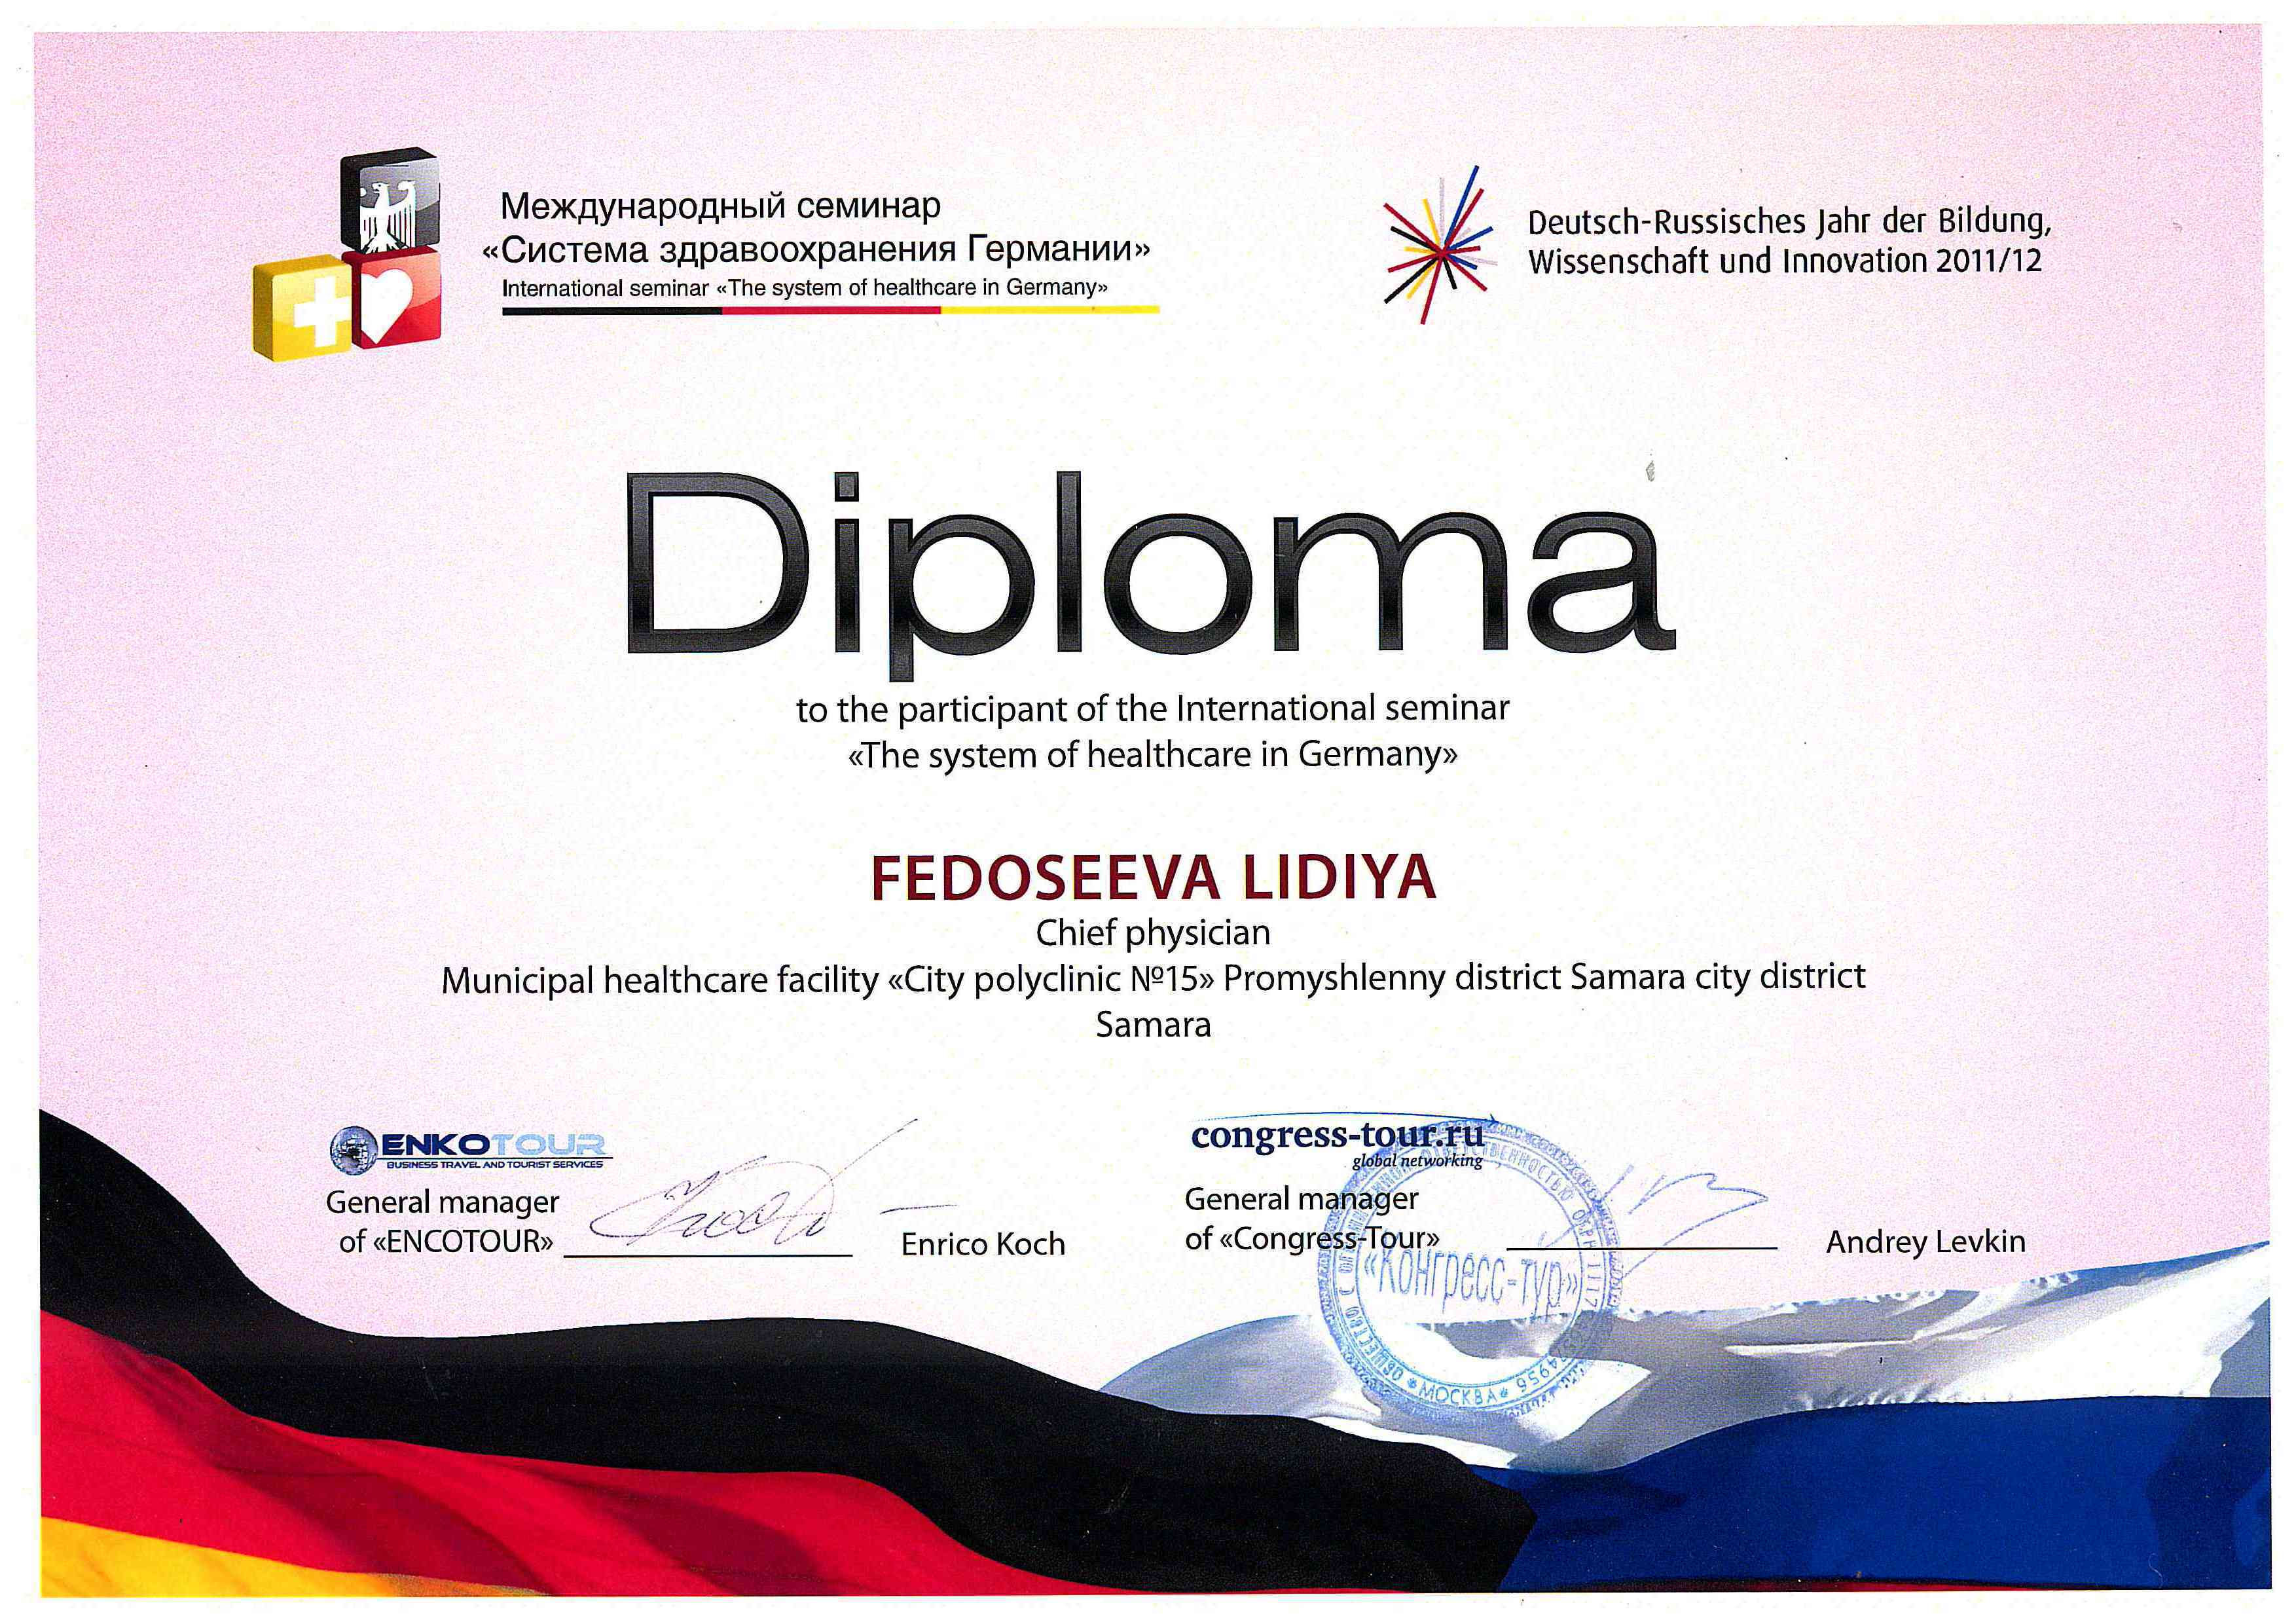 Международный семинар
«Система здравоохранения Германии»
International seminar «The system of healthcare in Germany»
Deutsch-Russisches Jahr der Bildung,
Wissenschaft und Innovation 2011/12
Diploma
to the participant of the International seminar
«The system of healthcare in Germany»
FEDOSEEVA LIDIYA
Chief physician
Municipal healthcare facility «City polyclinic №15» Promyshlenny district Samara city district
Samara
ENKOTOUR
BUSINESS TRAVEL AND TOURIST SERVICES
General manager
of «ENCOTOUR»
Enrico Koch
congress-tour.ru
global networking
General manager
of «Congress-Tour»
Andrey Levkin
ОБЩЕСТВО С ОТВЕТСТВЕННОСТЬЮ ОГРН 1117
«Конгресс-тур»
МОСКВА